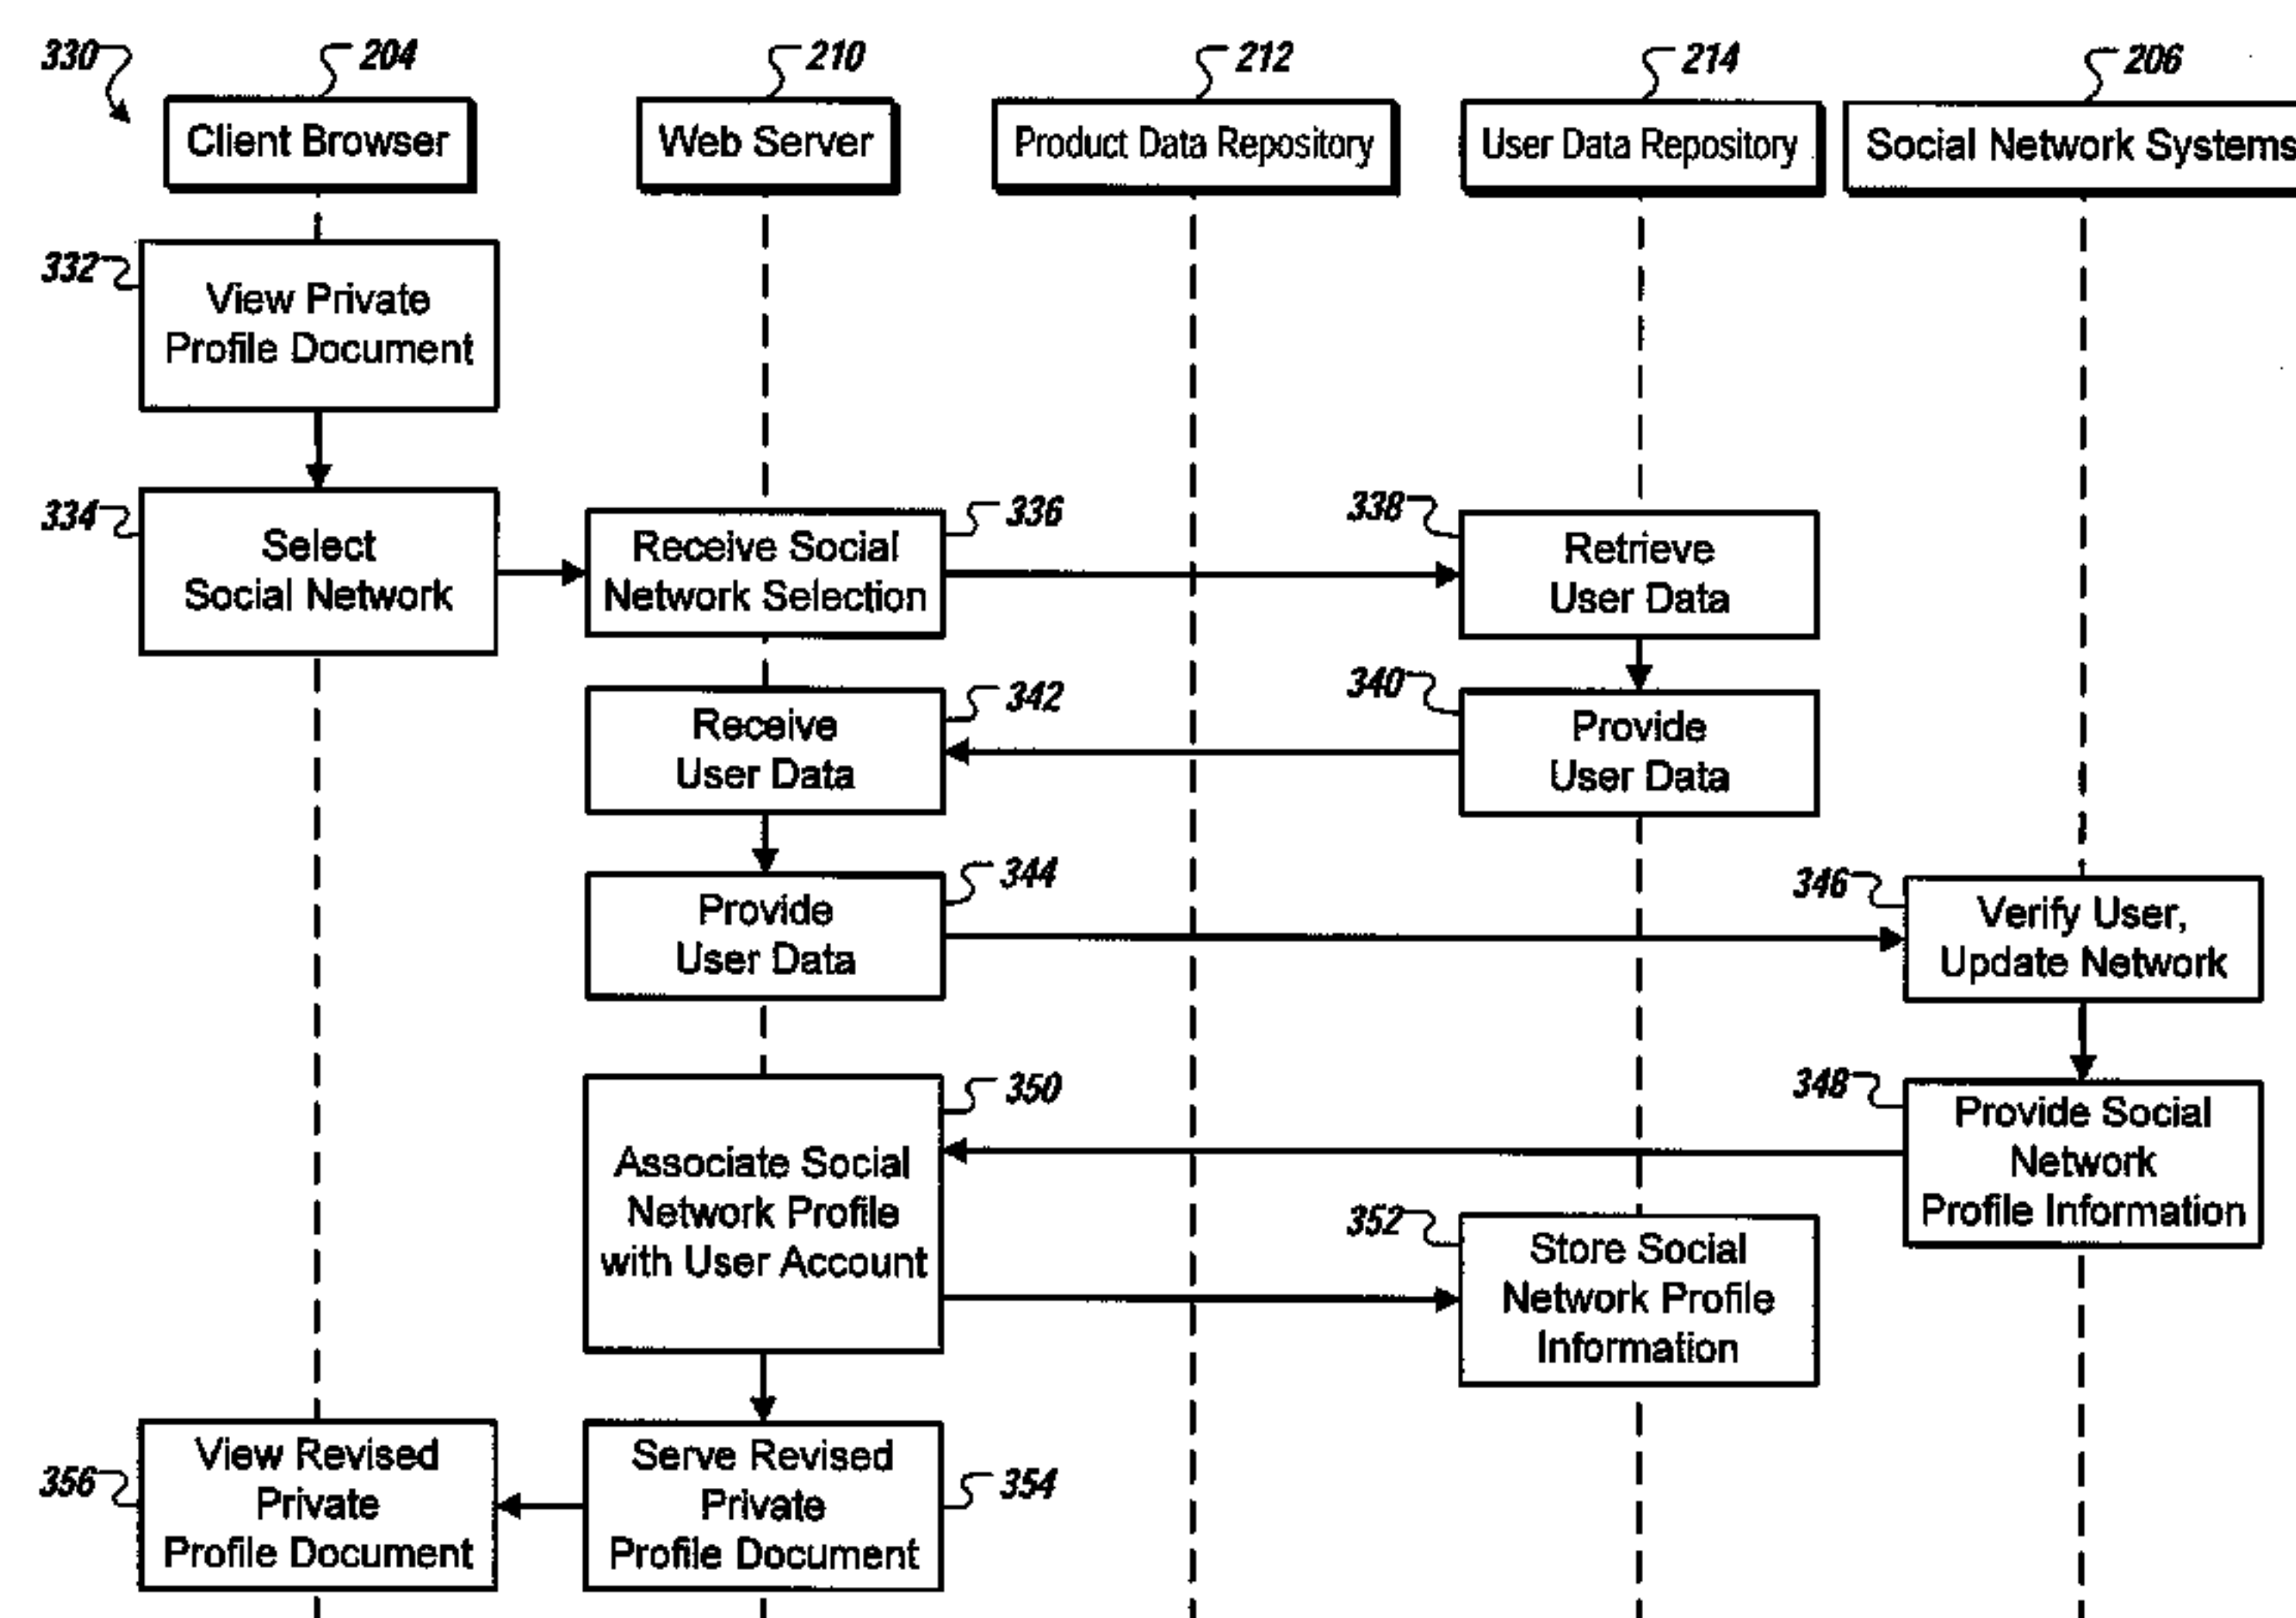 330
204
210
212
214
206
Client Browser
Web Server
Product Data Repository
User Data Repository
Social Network Systems
332
View Private
Profile Document
334
Select
Social Network
336
Receive Social
Network Selection
338
Retrieve
User Data
340
Provide
User Data
342
Receive
User Data
344
Provide
User Data
346
Verify User,
Update Network
348
Provide Social
Network
Profile Information
350
Associate Social
Network Profile
with User Account
352
Store Social
Network Profile
Information
354
Serve Revised
Private
Profile Document
356
View Revised
Private
Profile Document